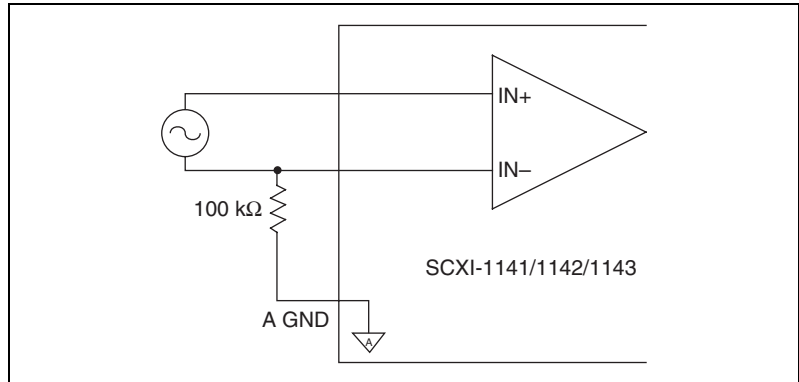 IN+
IN–
100 kΩ
SCXI-1141/1142/1143
A GND
A